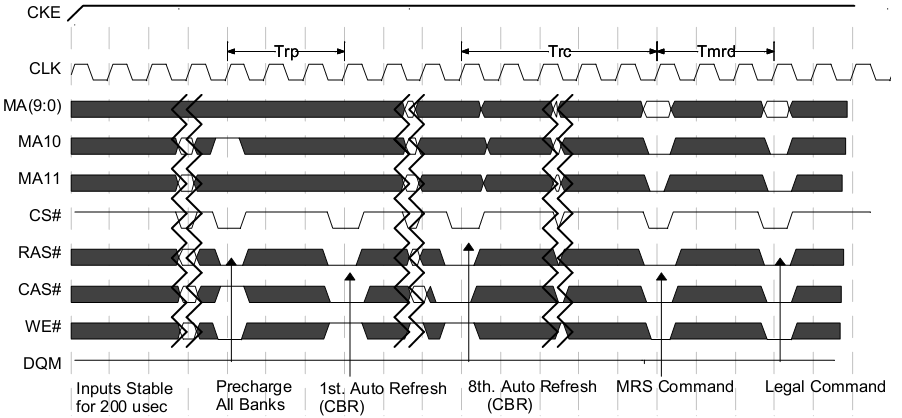 CKE
Trp
Trc
Tmrd
CLK
MA(9:0)
MA10
MA11
CS#
RAS#
CAS#
WE#
DQM
Inputs Stable
for 200 usec
Precharge
All Banks
1st. Auto Refresh
(CBR)
8th. Auto Refresh
(CBR)
MRS Command
Legal Command